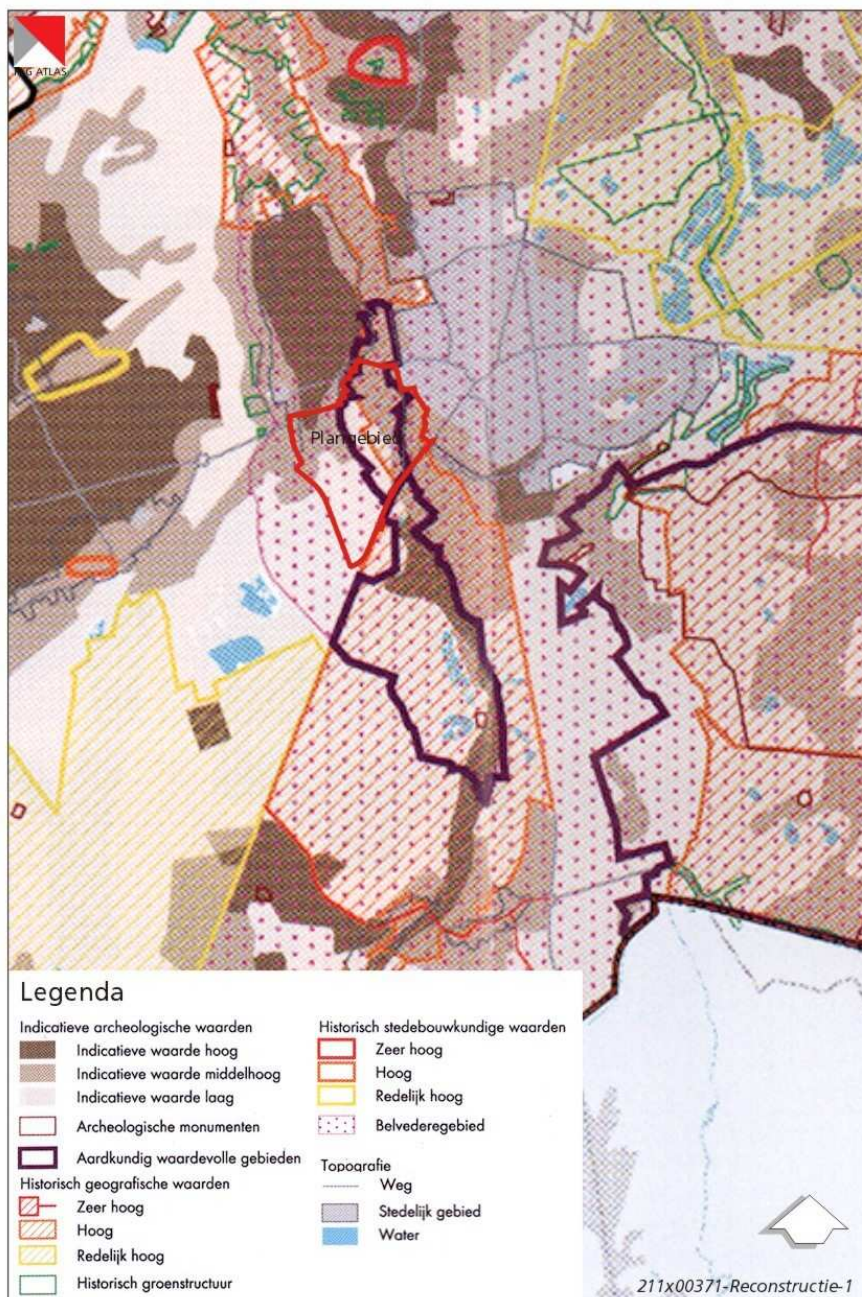 ATLAS
Plangebied
Legenda
Indicatieve archeologische waarden
Indicatieve waarde hoog
Indicatieve waarde middelhoog
Indicatieve waarde laag
Archeologische monumenten
Aardkundig waardevolle gebieden
Historisch geografische waarden
Zeer hoog
Hoog
Redelijk hoog
Historisch groenstructuur
Historisch stedebouwkundige waarden
Zeer hoog
Hoog
Redelijk hoog
Belvederegebied
Topografie
Weg
Stedelijk gebied
Water
211x00371-Reconstructie-1